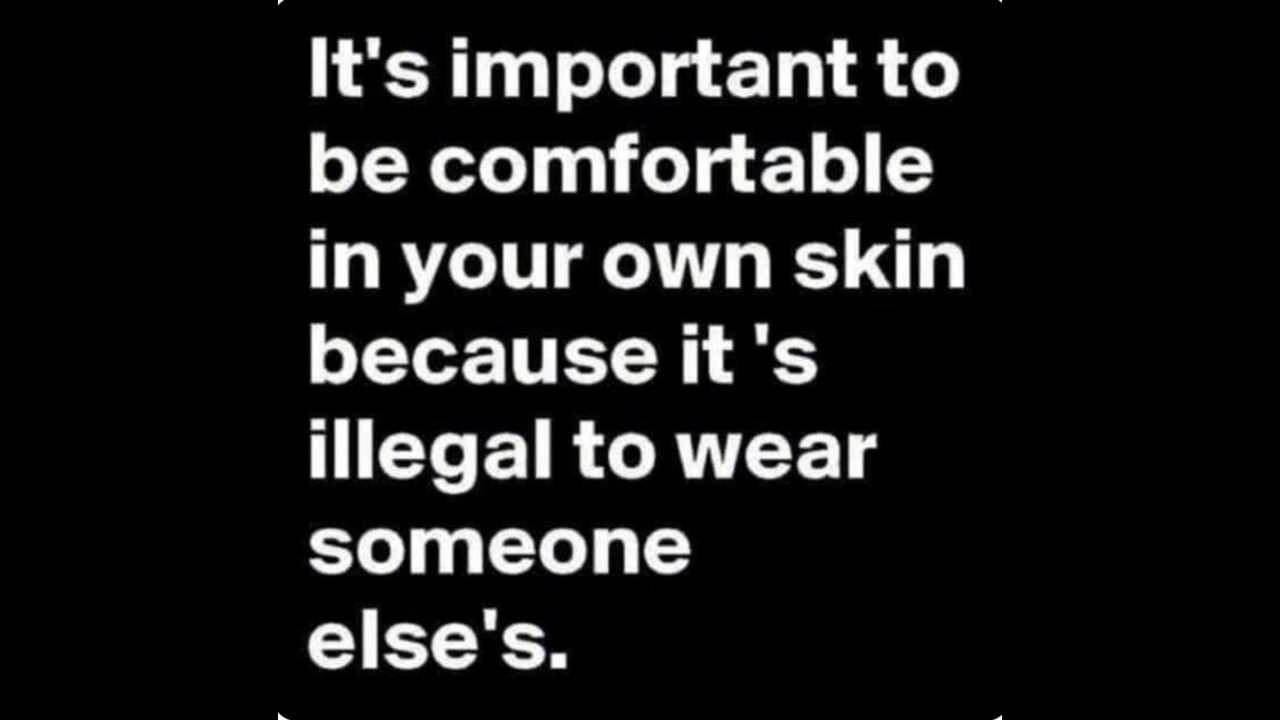 It's important to
be comfortable
in your own skin
because it 's
illegal to wear
someone
else's.